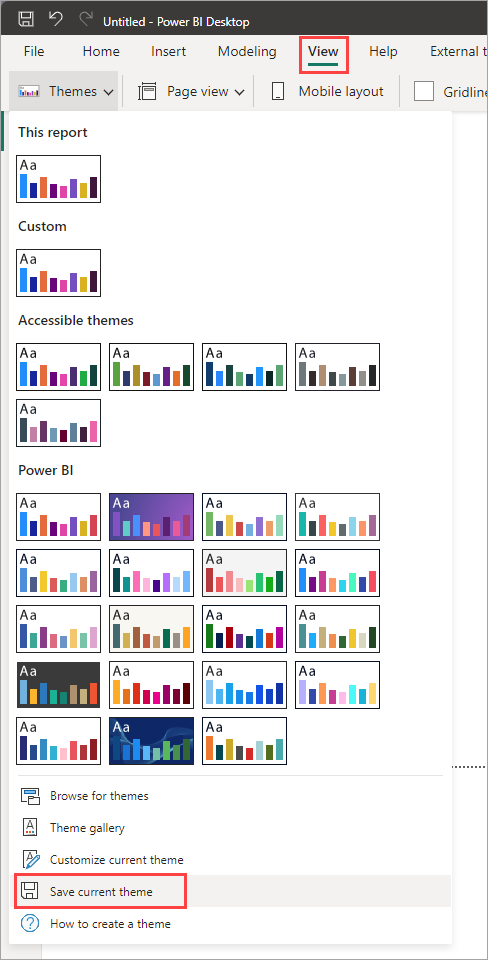 Untitled - Power BI Desktop
File Home Insert Modeling View Help External t
Themes Page view Mobile layout Gridline
This report
Aa
Custom
Aa
Accessible themes
Aa Aa Aa Aa
Aa
Power BI
Aa Aa Aa Aa
Aa Aa Aa Aa
Aa Aa Aa Aa
Aa Aa Aa Aa
Aa Aa Aa
Browse for themes
Theme gallery
Customize current theme
Save current theme
How to create a theme